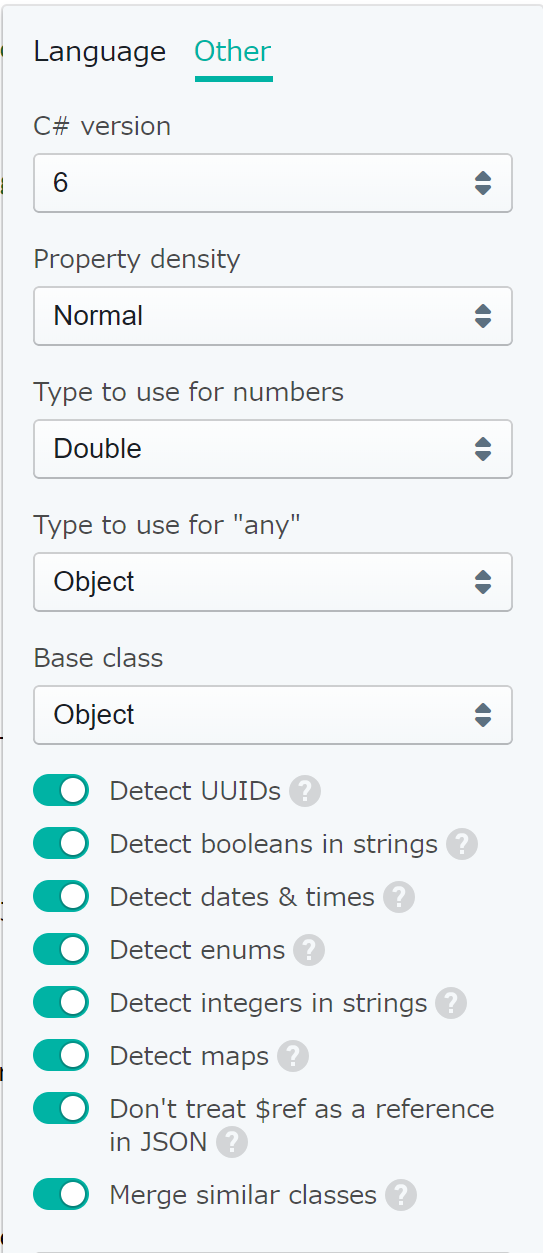 Language Other
C# version
6
Property density
Normal
Type to use for numbers
Double
Type to use for "any"
Object
Base class
Object
Detect UUIDs ?
Detect booleans in strings ?
Detect dates & times ?
Detect enums ?
Detect integers in strings ?
Detect maps ?
Don't treat $ref as a reference
in JSON ?
Merge similar classes ?